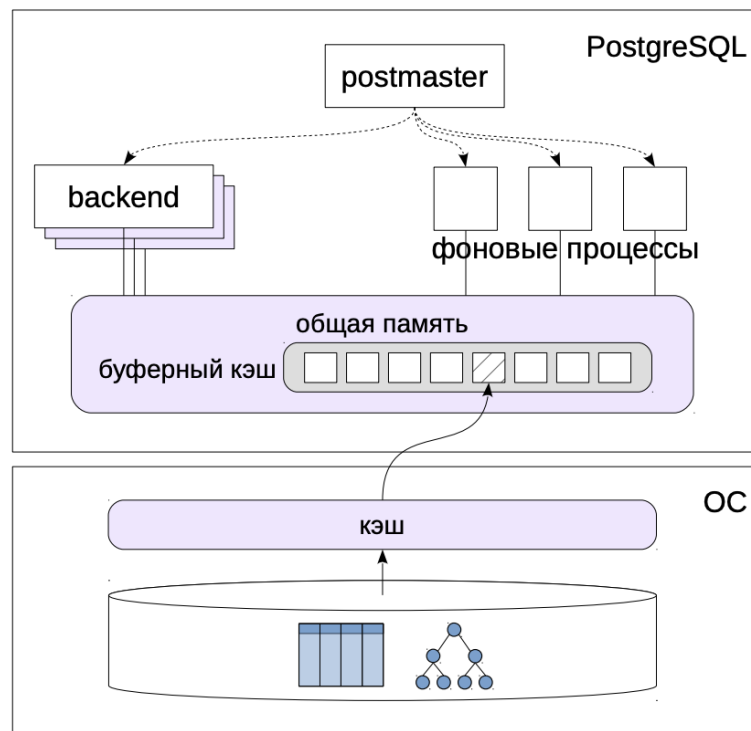 PostgreSQL
postmaster
backend
фоновые процессы
общая память
буферный кэш
ОС
кэш